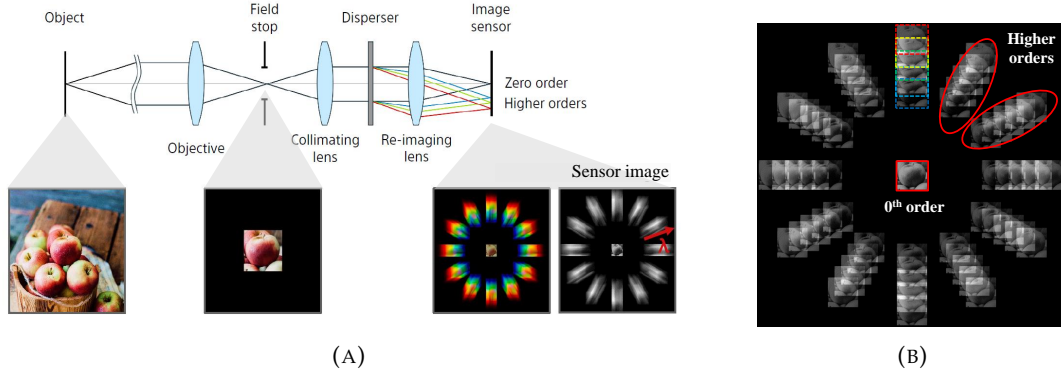 Object
Field
stop
Disperser
Image
sensor
Zero order
Higher orders
Objective
Collimating
lens
Re-imaging
lens
Sensor image
λ
(A)
Higher
orders
0th order
(B)